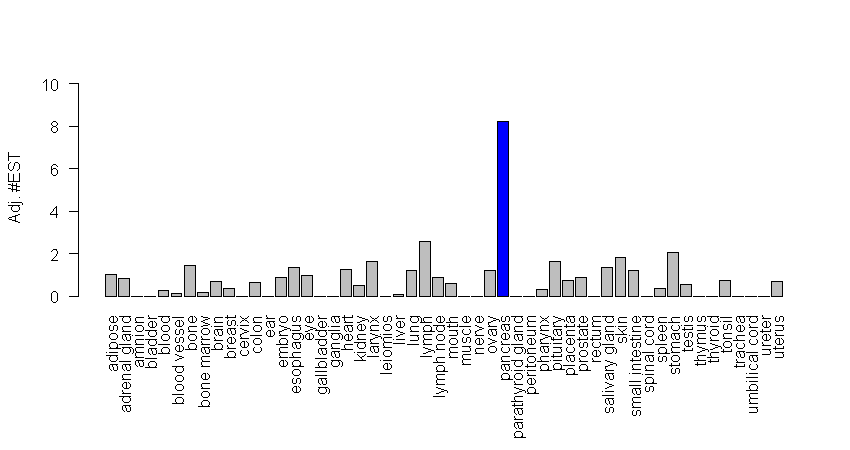 Adj. #EST
10
8
6
4
2
0
adipose
adrenal gland
amnion
bladder
blood
blood vessel
bone
bone marrow
brain
breast
cervix
colon
ear
embryo
esophagus
eye
gallbladder
ganglia
heart
kidney
larynx
leiomios
liver
lung
lymph
lymph node
mouth
muscle
nerve
ovary
pancreas
parathyroid gland
peritoneum
pharynx
pituitary
placenta
prostate
rectum
salivary gland
skin
small intestine
spinal cord
spleen
stomach
testis
thymus
thyroid
tonsil
trachea
umbilical cord
ureter
uterus